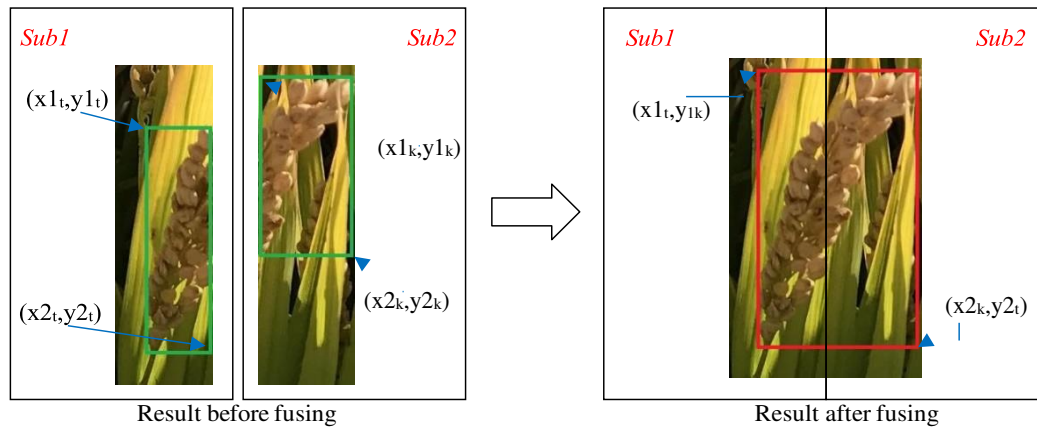 Sub1
Sub2
(x1ₜ,y1ₜ)
(x1ₖ,y1ₖ)
(x2ₜ,y2ₜ)
(x2ₖ,y2ₖ)
Result before fusing
Sub1
Sub2
(x1ₜ,y₁ₖ)
(x2ₖ,y2ₜ)
Result after fusing